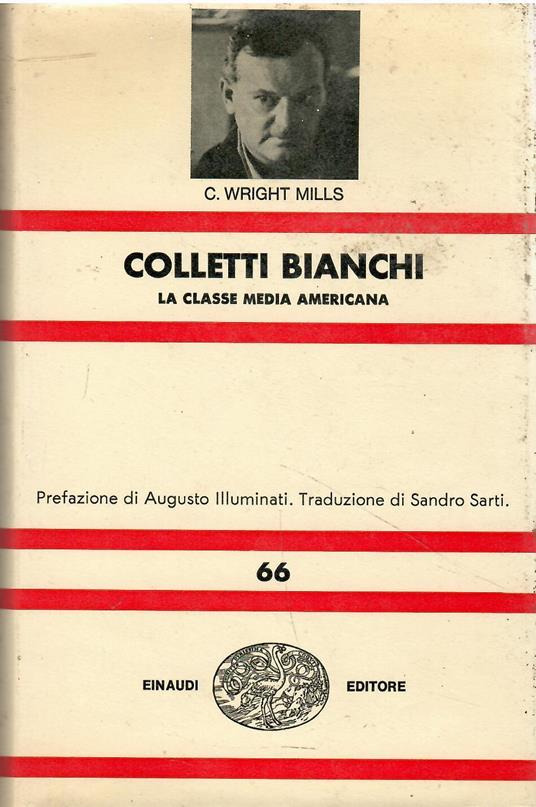 C. WRIGHT MILLS
COLLETTI BIANCHI
LA CLASSE MEDIA AMERICANA
Prefazione di Augusto Illuminati. Traduzione di Sandro Sarti.
66
EINAUDI EDITORE